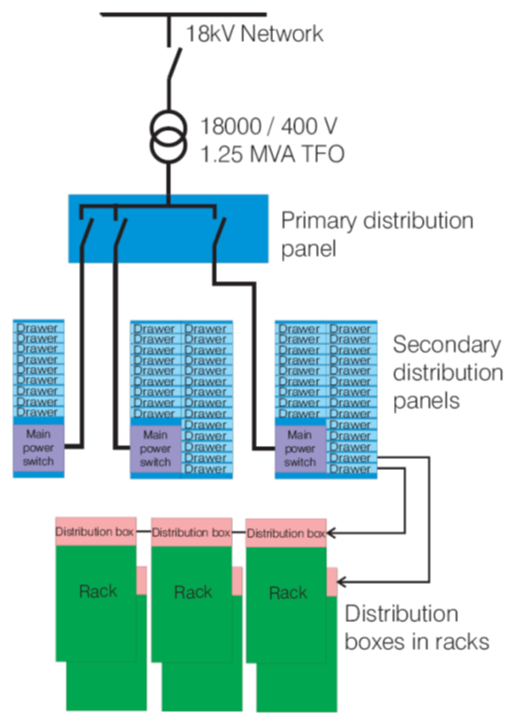 18kV Network
18000 / 400 V
1.25 MVA TFO
Primary distribution
panel
Drawer
Drawer
Drawer
Drawer
Drawer
Drawer
Drawer
Drawer
Drawer
Main
power
switch
Drawer Drawer
Drawer Drawer
Drawer Drawer
Drawer Drawer
Drawer Drawer
Drawer Drawer
Drawer Drawer
Drawer Drawer
Drawer Drawer
Main
power
switch
Drawer
Drawer
Drawer
Drawer
Drawer
Drawer Drawer
Drawer Drawer
Drawer Drawer
Drawer Drawer
Drawer Drawer
Drawer Drawer
Drawer Drawer
Drawer Drawer
Drawer Drawer
Main
power
switch
Drawer
Drawer
Drawer
Drawer
Drawer
Secondary
distribution
panels
Distribution box
Distribution box
Distribution box
Rack
Rack
Rack
Distribution
boxes in racks